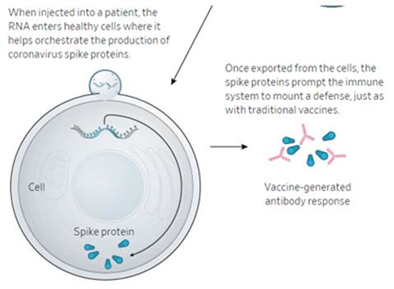 When injected into a patient, the
RNA enters healthy cells where it
helps orchestrate the production of
coronavirus spike proteins.
Once exported from the cells, the
spike proteins prompt the immune
system to mount a defense, just as
with traditional vaccines.
Cell
Spike protein
Vaccine-generated
antibody response